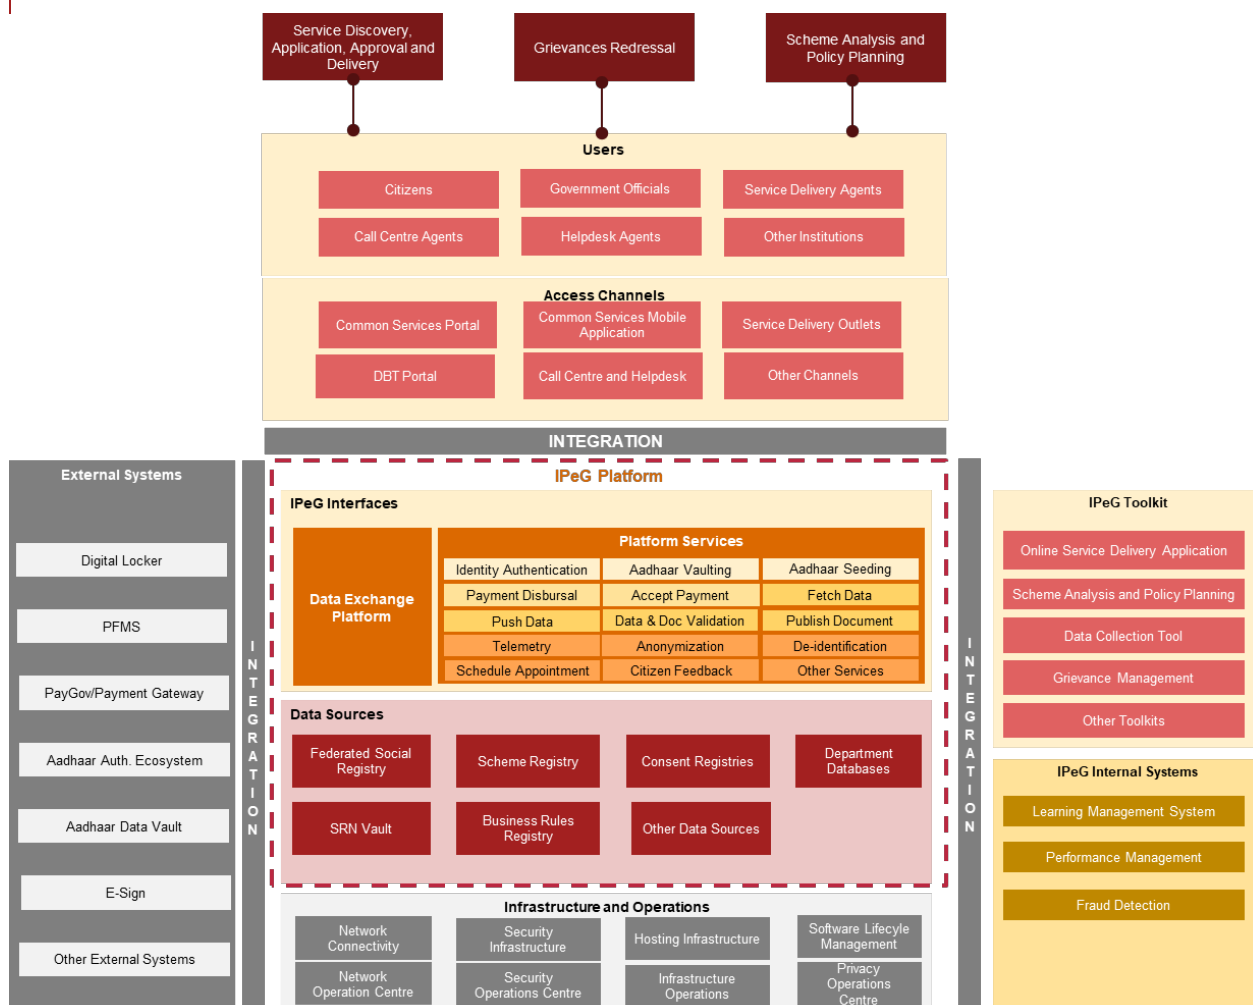 Service Discovery,
Application, Approval and
Delivery
Grievances Redressal
Scheme Analysis and
Policy Planning
Users
Citizens
Government Officials
Service Delivery Agents
Call Centre Agents
Helpdesk Agents
Other Institutions
Access Channels
Common Services Portal
Common Services Mobile
Application
Service Delivery Outlets
DBT Portal
Call Centre and Helpdesk
Other Channels
INTEGRATION
External Systems
Digital Locker
PFMS
PayGov/Payment Gateway
Aadhaar Auth. Ecosystem
Aadhaar Data Vault
E-Sign
Other External Systems
INTEGRATION
IPeG Platform
IPeG Interfaces
Data Exchange
Platform
Platform Services
Identity Authentication
Aadhaar Vaulting
Aadhaar Seeding
Payment Disbursal
Accept Payment
Fetch Data
Push Data
Data & Doc Validation
Publish Document
Telemetry
Anonymization
De-identification
Schedule Appointment
Citizen Feedback
Other Services
Data Sources
Federated Social
Registry
Scheme Registry
Consent Registries
Department
Databases
SRN Vault
Business Rules
Registry
Other Data Sources
Infrastructure and Operations
Network
Connectivity
Security
Infrastructure
Hosting Infrastructure
Software Lifecyle
Management
Network
Operation Centre
Security
Operations Centre
Infrastructure
Operations
Privacy
Operations
Centre
INTEGRATION
IPeG Toolkit
Online Service Delivery Application
Scheme Analysis and Policy Planning
Data Collection Tool
Grievance Management
Other Toolkits
IPeG Internal Systems
Learning Management System
Performance Management
Fraud Detection